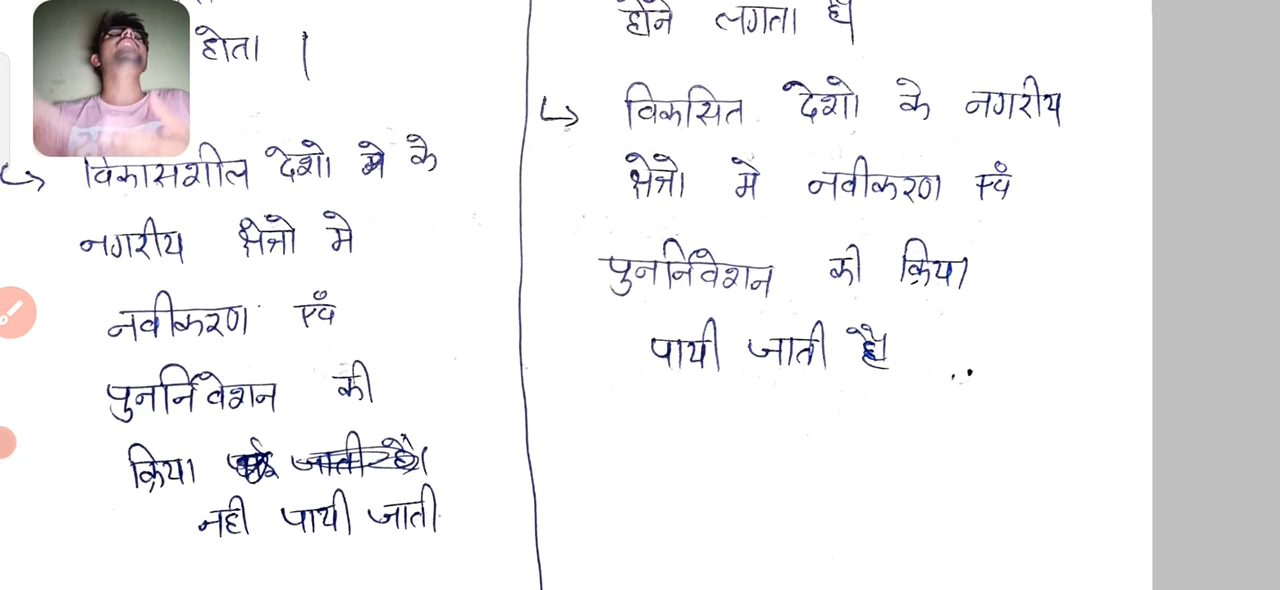 होता।
विकासशील देशो के
नगरीय क्षेत्रो मे
नवीकरण एवं
पुनर्निवेशन की
क्रिया
नही पायी जाती
होने लगता है
विकसित देशो के नगरीय
क्षेत्रो मे नवीकरण एवं
पुनर्निवेशन की क्रिया
पायी जाती है।